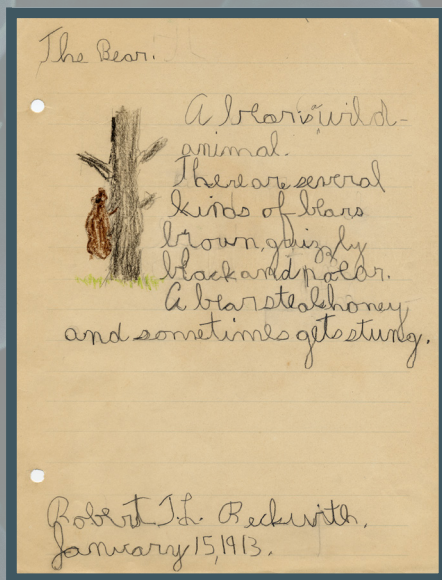 The Bear.
A bear is a wild-
animal.
There are several
kinds of bears
brown, grizzly
black and polar.
A bear steals honey
and sometimes gets stung.
Robert T.L. Beckwith.
January 15, 1913.